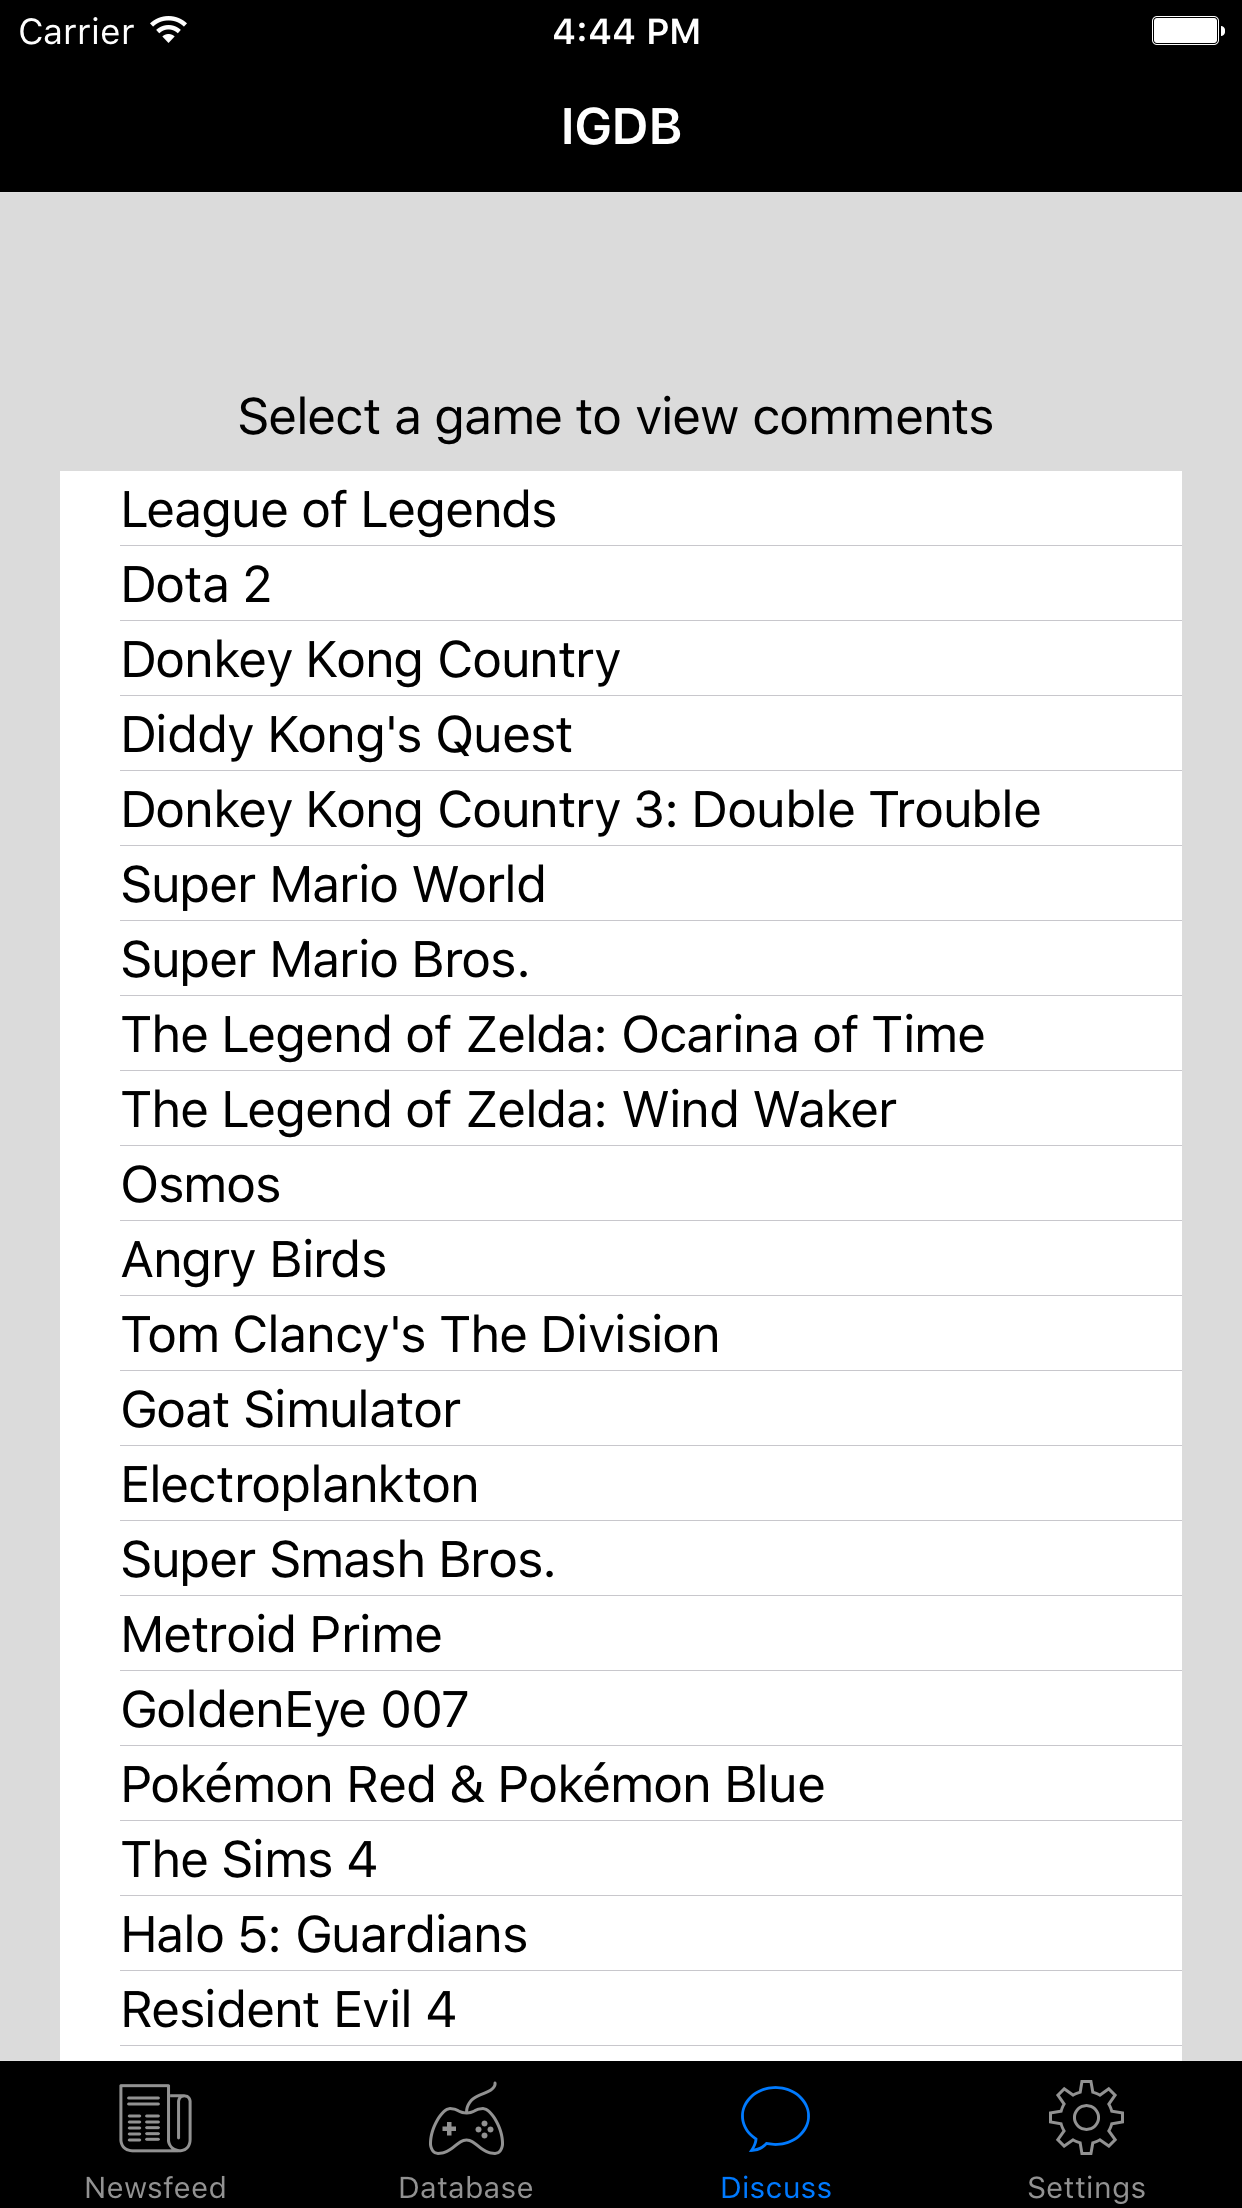 Carrier 4:44 PM
IGDB
Select a game to view comments
League of Legends
Dota 2
Donkey Kong Country
Diddy Kong's Quest
Donkey Kong Country 3: Double Trouble
Super Mario World
Super Mario Bros.
The Legend of Zelda: Ocarina of Time
The Legend of Zelda: Wind Waker
Osmos
Angry Birds
Tom Clancy's The Division
Goat Simulator
Electroplankton
Super Smash Bros.
Metroid Prime
GoldenEye 007
Pokémon Red & Pokémon Blue
The Sims 4
Halo 5: Guardians
Resident Evil 4
Newsfeed Database Discuss Settings